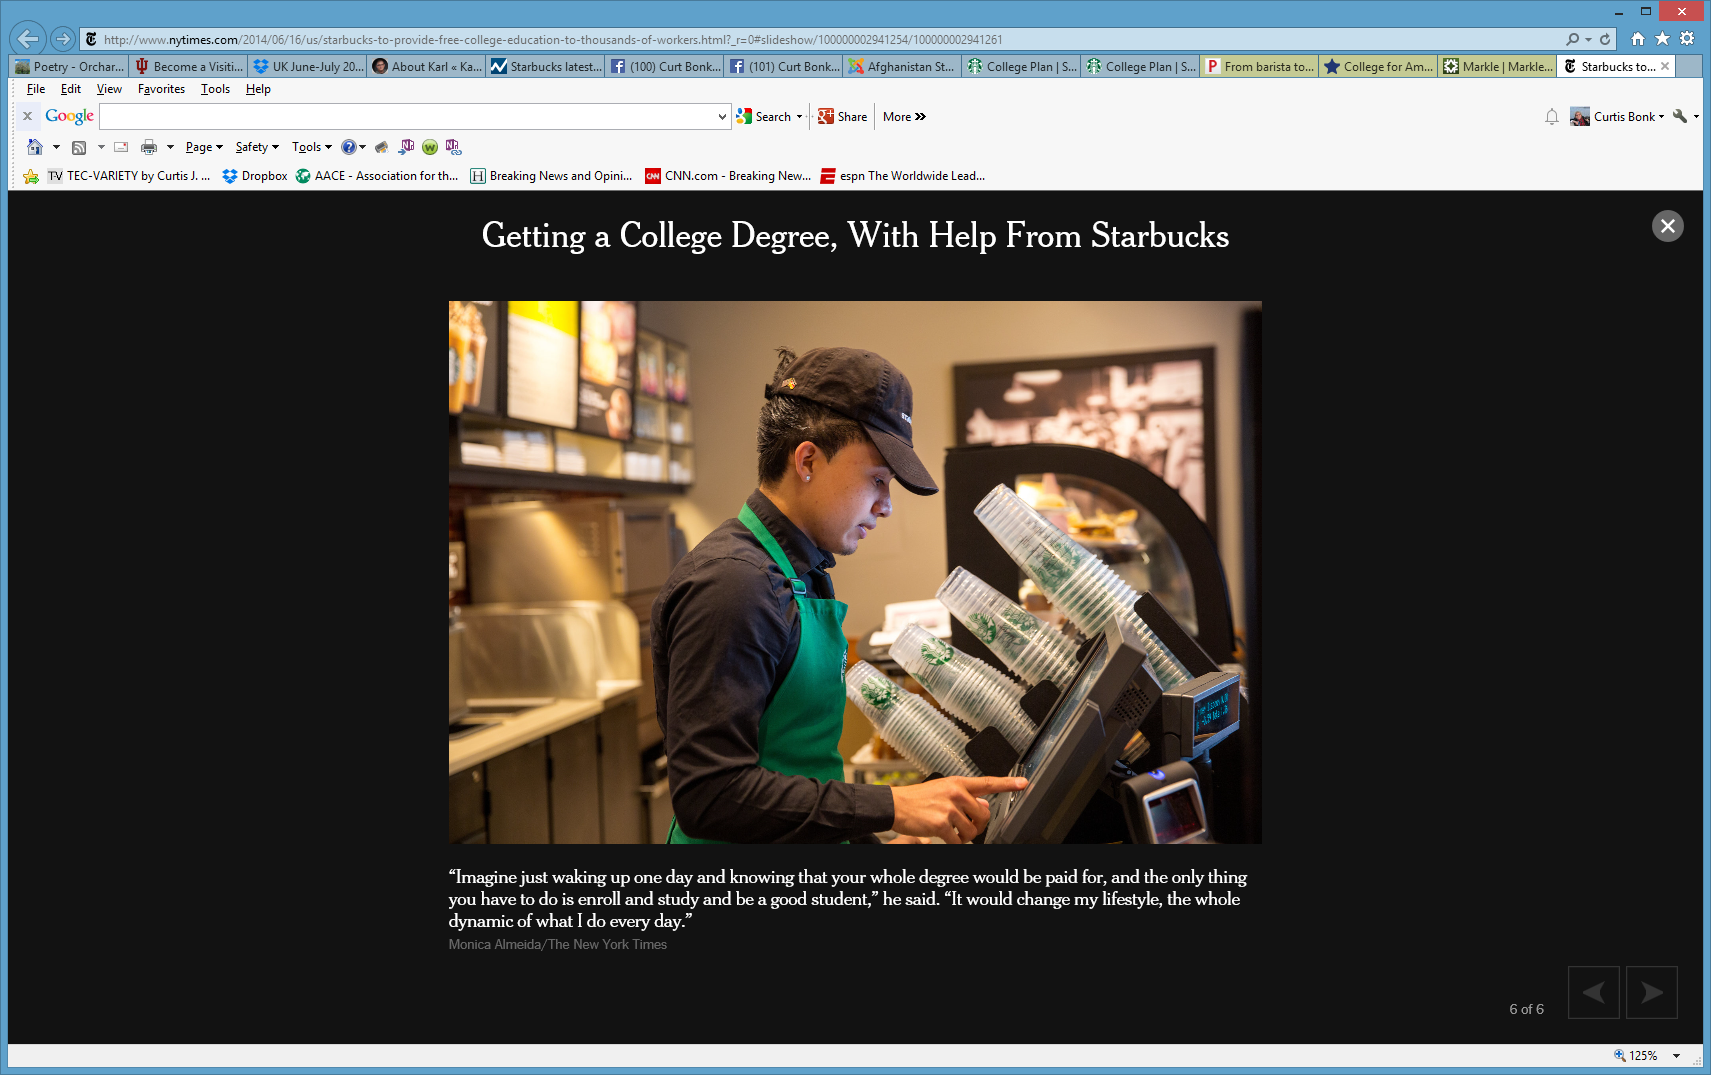 http://www.nytimes.com/2014/06/16/us/starbucks-to-provide-free-college-education-to-thousands-of-workers.html?_r=0#slideshow/100000002941254/100000002941261
Poetry - Orchar...
Become a Visiti...
UK June-July 20...
About Karl « Ka...
Starbucks latest...
(100) Curt Bonk...
(101) Curt Bonk...
Afghanistan St...
College Plan | S...
College Plan | S...
From barista to...
College for Am...
Markle | Markle...
Starbucks to...
File Edit View Favorites Tools Help
x Google Search Share More » Curtis Bonk
Page Safety Tools
TEC-VARIETY by Curtis J. ... Dropbox AACE - Association for th... H Breaking News and Opini... CNN CNN.com - Breaking New... espn The Worldwide Lead...
Getting a College Degree, With Help From Starbucks
“Imagine just waking up one day and knowing that your whole degree would be paid for, and the only thing
you have to do is enroll and study and be a good student,” he said. “It would change my lifestyle, the whole
dynamic of what I do every day.”
Monica Almeida/The New York Times
6 of 6
125%